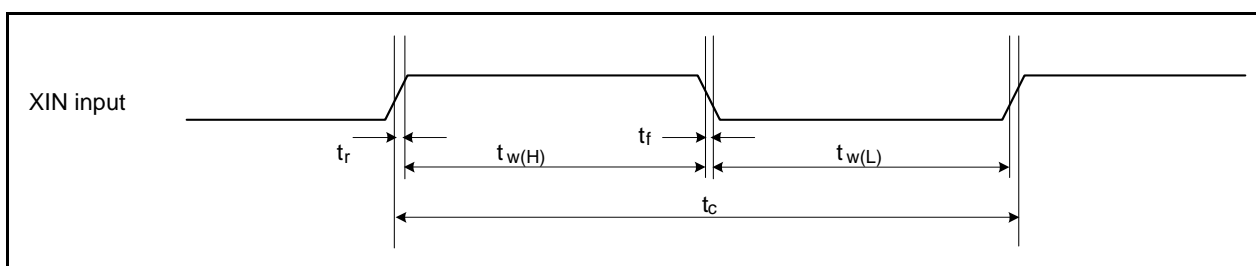 XIN input
tr
tw(H)
tf
tw(L)
tc